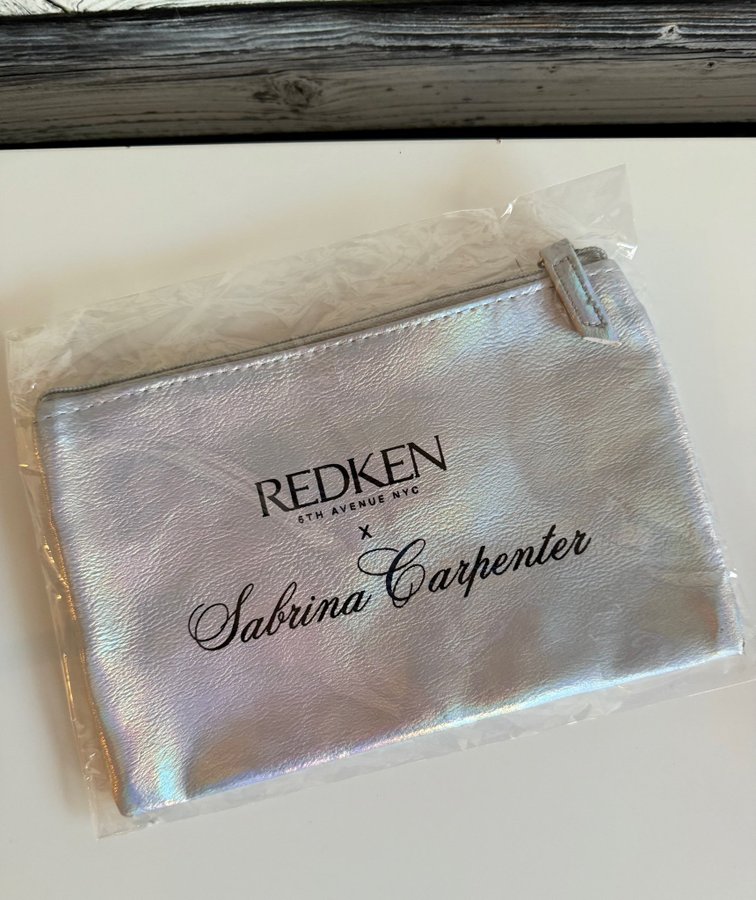 REDKEN
5TH AVENUE NYC
X
Sabrina Carpenter